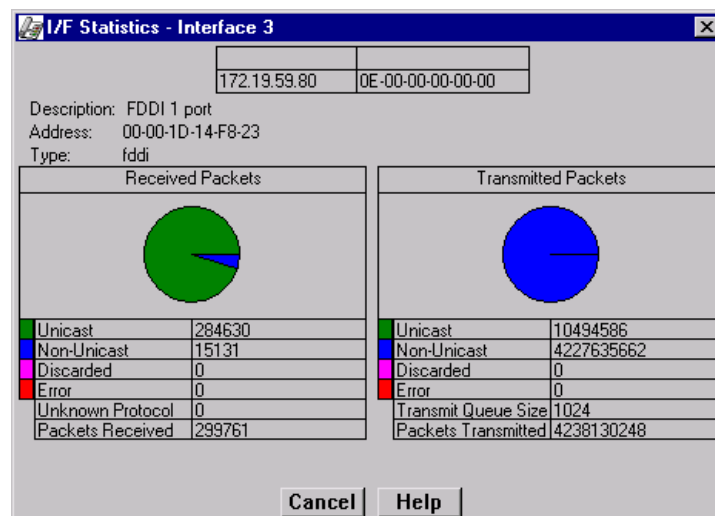 I/F Statistics - Interface 3
172.19.59.80 0E-00-00-00-00-00
Description: FDDI 1 port
Address: 00-00-1D-14-F8-23
Type: fddi
Received Packets
Unicast 284630
Non-Unicast 15131
Discarded 0
Error 0
Unknown Protocol 0
Packets Received 299761
Transmitted Packets
Unicast 10494586
Non-Unicast 4227635662
Discarded 0
Error 0
Transmit Queue Size 1024
Packets Transmitted 4238130248
Cancel Help